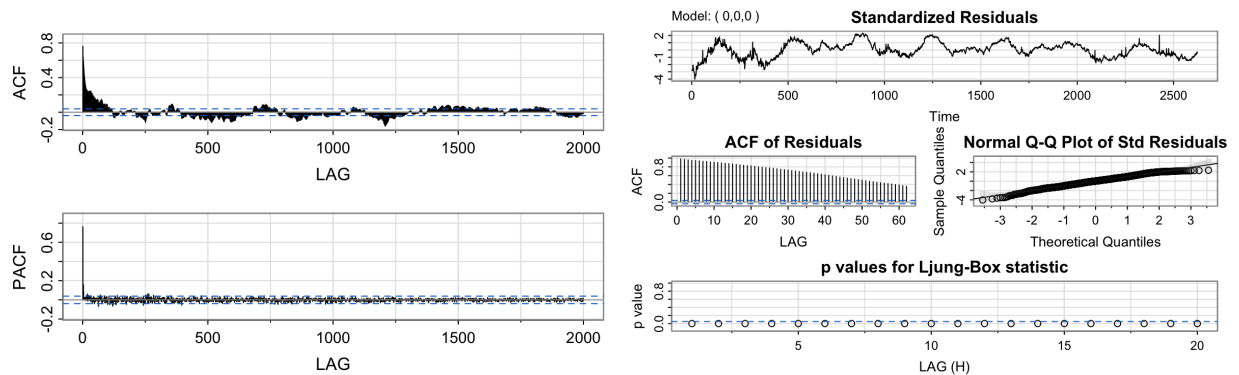 ACF
0.8
0.4
-0.2
0 500 1000 1500 2000
LAG
PACF
0.6
0.2
-0.2
0 500 1000 1500 2000
LAG
Model: ( 0,0,0 ) Standardized Residuals
2
-1
-4
0 500 1000 1500 2000 2500
Time
ACF of Residuals
ACF
0.8
0.4
0.0
0 10 20 30 40 50 60
LAG
Normal Q-Q Plot of Std Residuals
Sample Quantiles
2
-1
-4
-3 -2 -1 0 1 2 3
Theoretical Quantiles
p values for Ljung-Box statistic
p value
0.8
0.4
0.0
5 10 15 20
LAG (H)